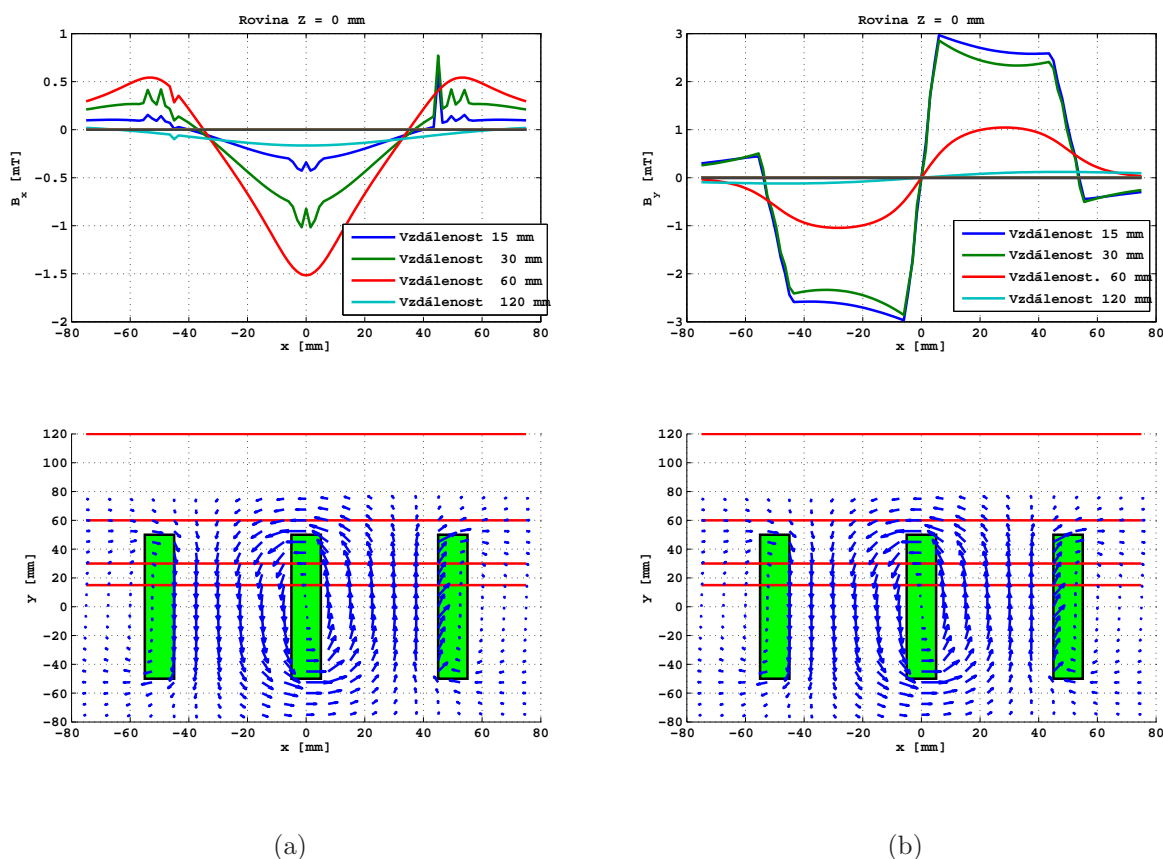 Rovina Z = 0 mm
1
0.5
0
-0.5
-1
-1.5
-2
B_x [mT]
-80 -60 -40 -20 0 20 40 60 80
x [mm]
Vzdálenost 15 mm
Vzdálenost 30 mm
Vzdálenost 60 mm
Vzdálenost 120 mm
Rovina Z = 0 mm
3
2
1
0
-1
-2
-3
B_y [mT]
-80 -60 -40 -20 0 20 40 60 80
x [mm]
Vzdálenost 15 mm
Vzdálenost 30 mm
Vzdálenost. 60 mm
Vzdálenost 120 mm
120
100
80
60
40
20
0
-20
-40
-60
-80
y [mm]
-80 -60 -40 -20 0 20 40 60 80
x [mm]
120
100
80
60
40
20
0
-20
-40
-60
-80
y [mm]
-80 -60 -40 -20 0 20 40 60 80
x [mm]
(a)
(b)